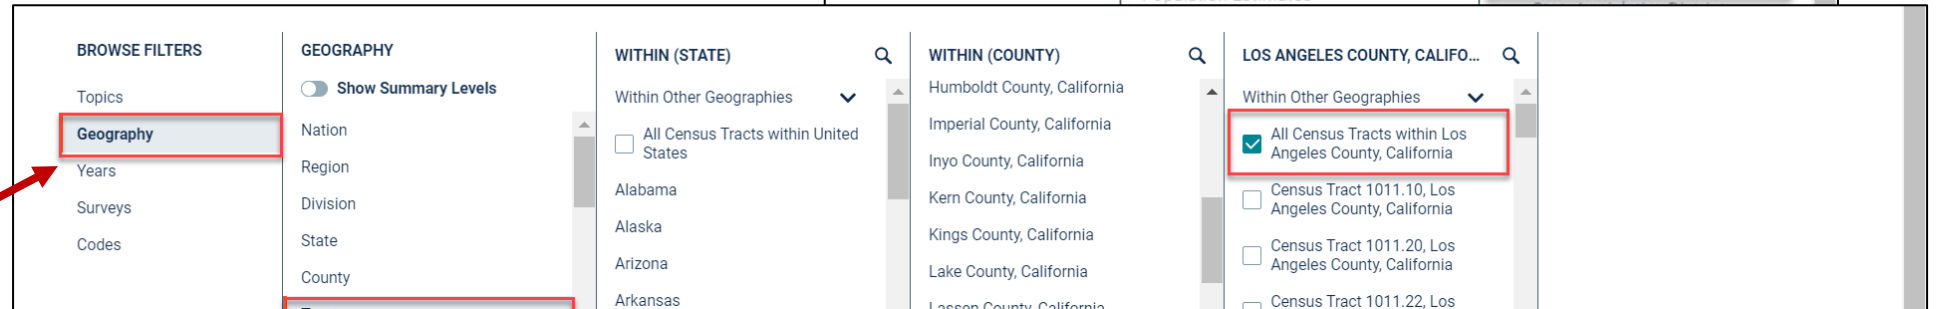 BROWSE FILTERS
Topics
Geography
Years
Surveys
Codes
GEOGRAPHY
Show Summary Levels
Nation
Region
Division
State
County
WITHIN (STATE)
Within Other Geographies
All Census Tracts within United
States
Alabama
Alaska
Arizona
Arkansas
WITHIN (COUNTY)
Humboldt County, California
Imperial County, California
Inyo County, California
Kern County, California
Kings County, California
Lake County, California
Lassen County, California
LOS ANGELES COUNTY, CALIFO...
Within Other Geographies
All Census Tracts within Los
Angeles County, California
Census Tract 1011.10, Los
Angeles County, California
Census Tract 1011.20, Los
Angeles County, California
Census Tract 1011.22, Los